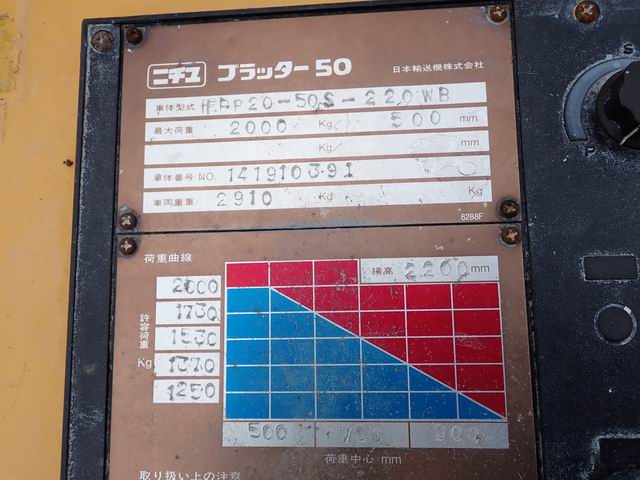 ニチユ プラッター50 日本輸送機株式会社
車体型式 FBP20-50S-220WB
最大荷重 2000 Kg/ 500 mm
Kg/ mm
車体番号 NO. 141910391
車両重量 2910 Kg Kg
6288F
荷重曲線
揚高 2200 mm
許容荷重 Kg
2000
1730
1530
1370
1250
500 700 900
荷重中心 mm
取り扱い上の注意
S
P